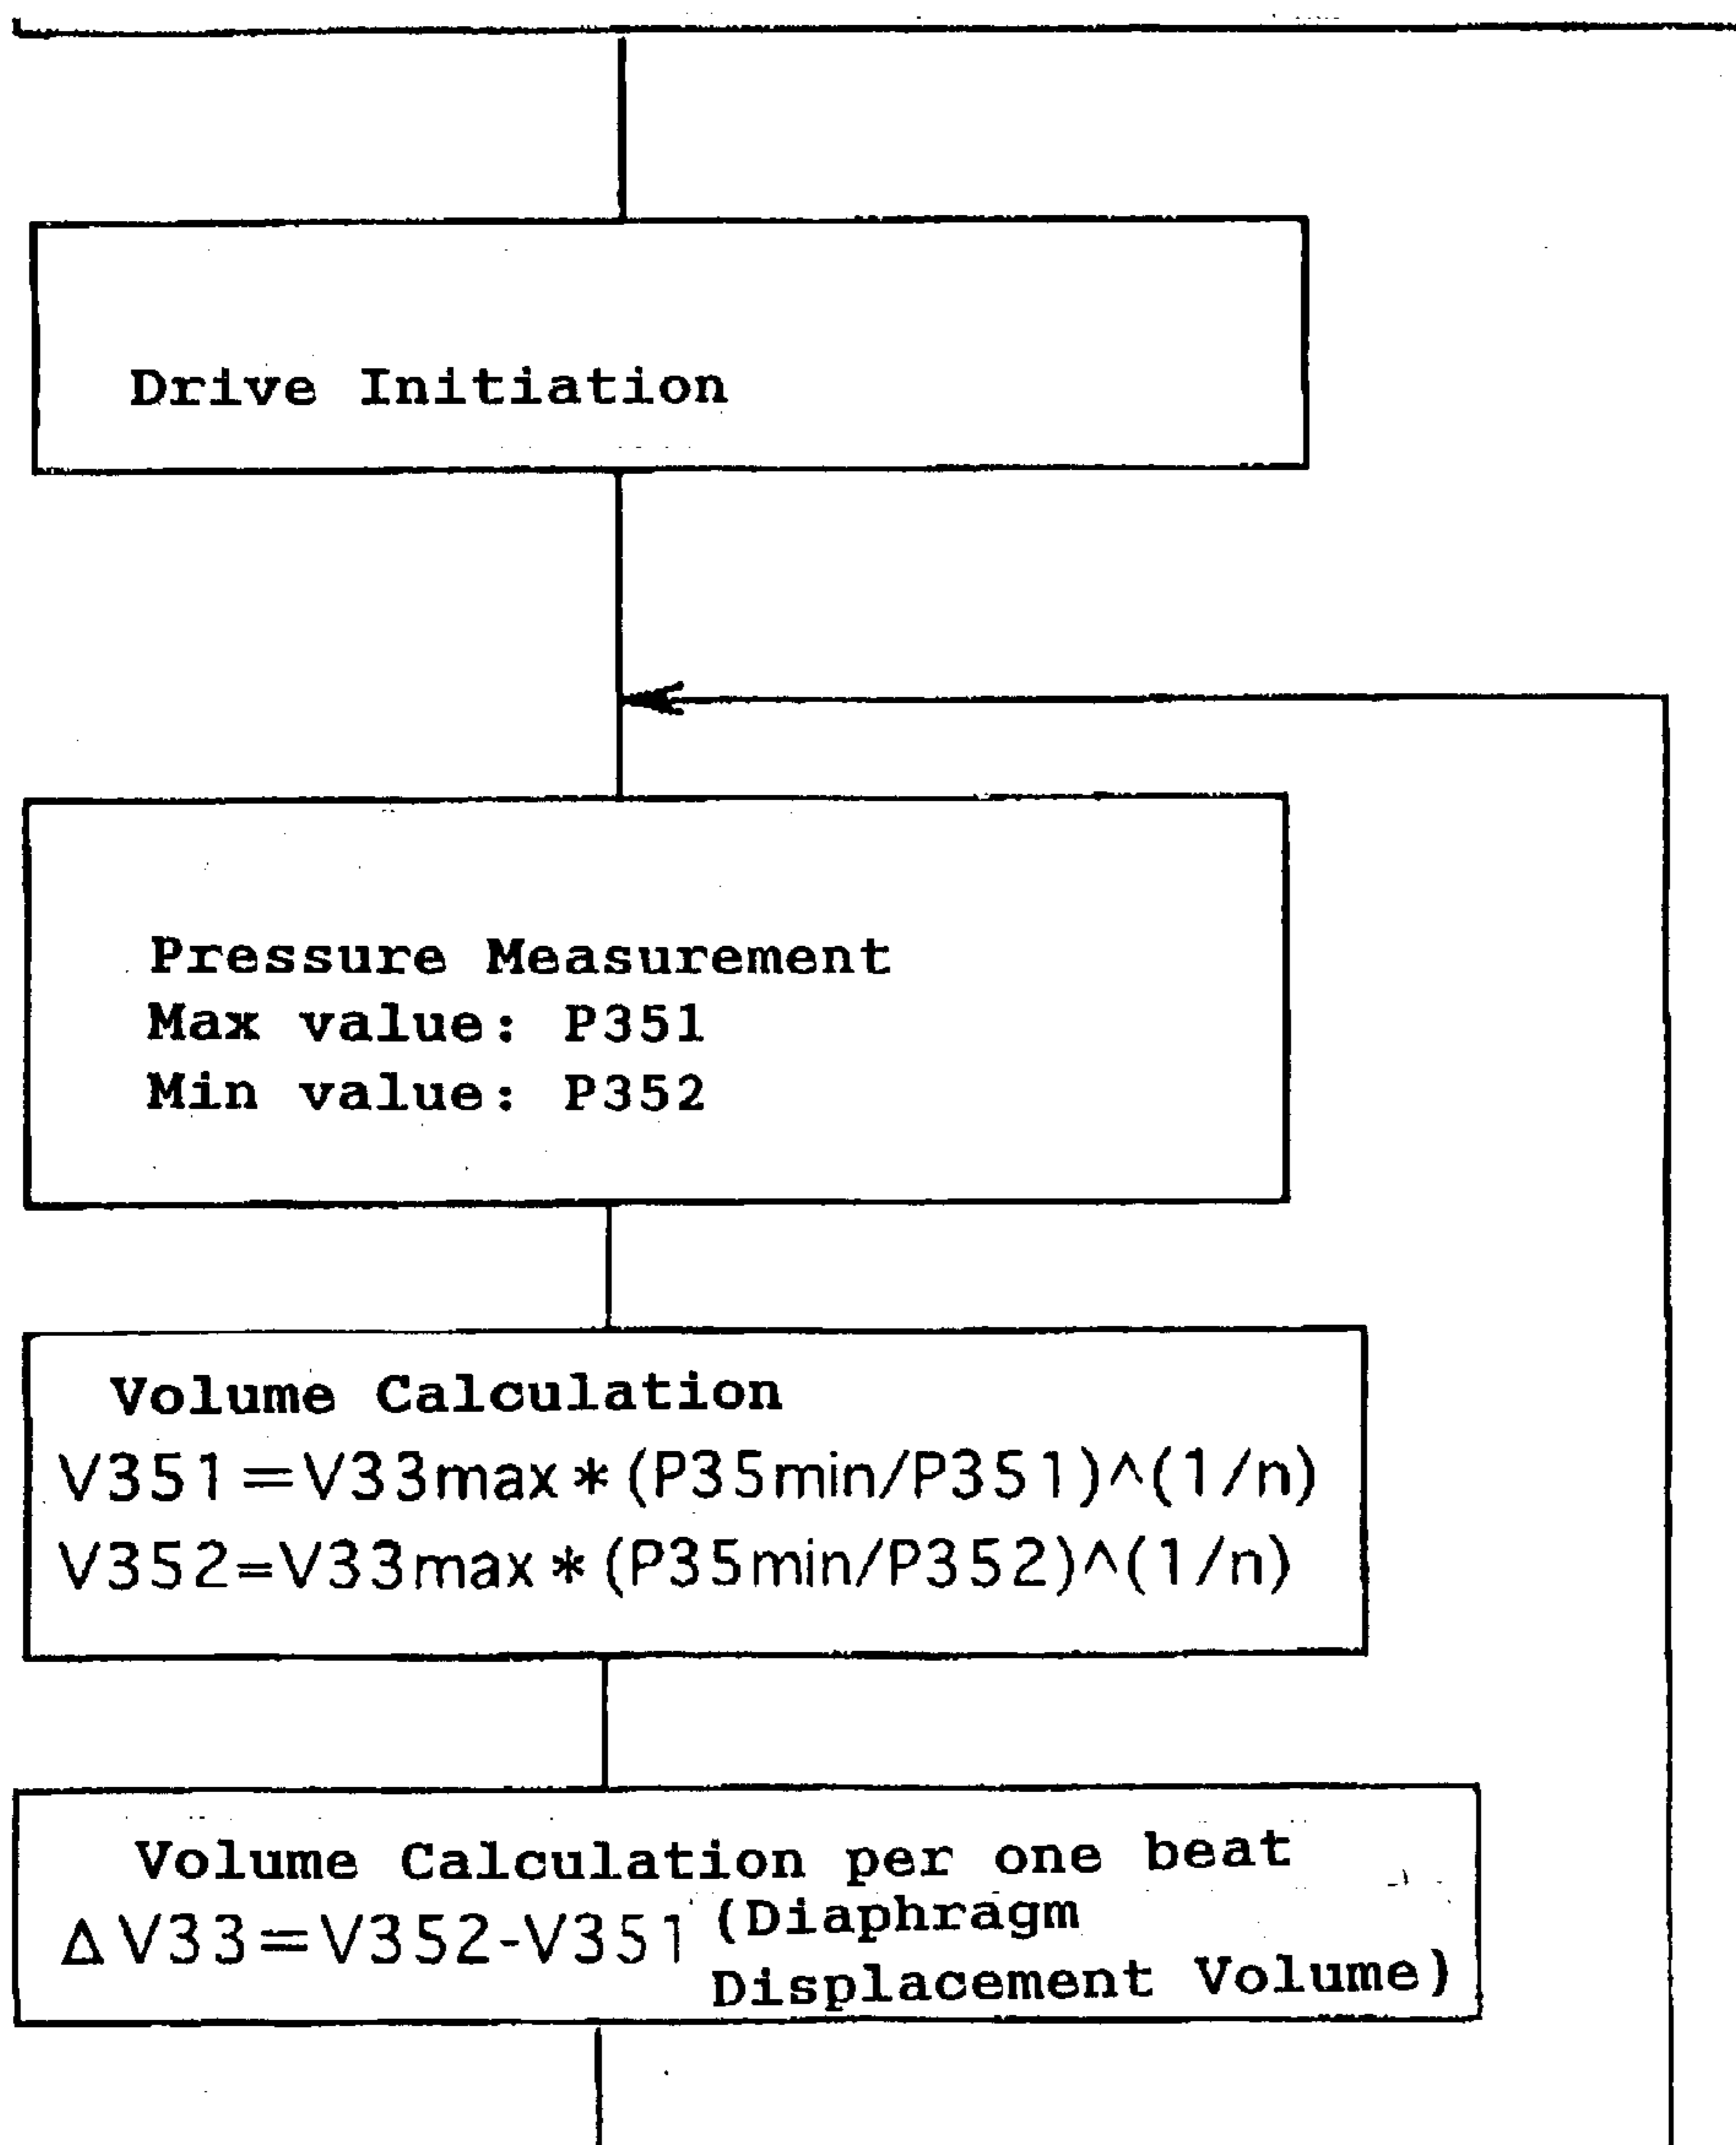 Drive Initiation
Pressure Measurement
Max value: P351
Min value: P352
Volume Calculation
V351=V33max*(P35min/P351)^(1/n)
V352=V33max*(P35min/P352)^(1/n)
Volume Calculation per one beat
ΔV33=V352-V351 (Diaphragm
Displacement Volume)